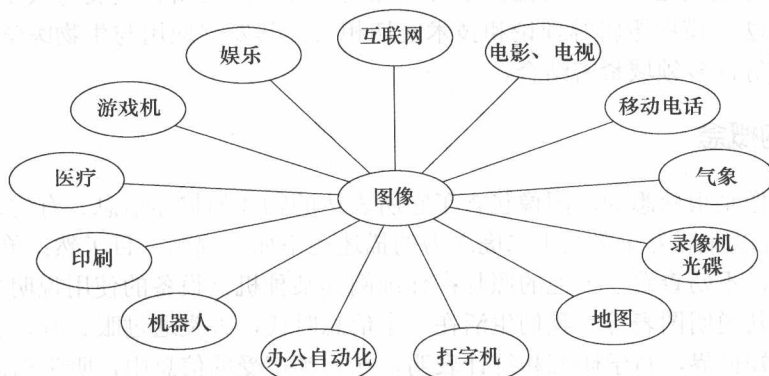 互联网
娱乐
电影、电视
游戏机
移动电话
医疗
图像
气象
印刷
录像机
光碟
机器人
地图
办公自动化
打字机